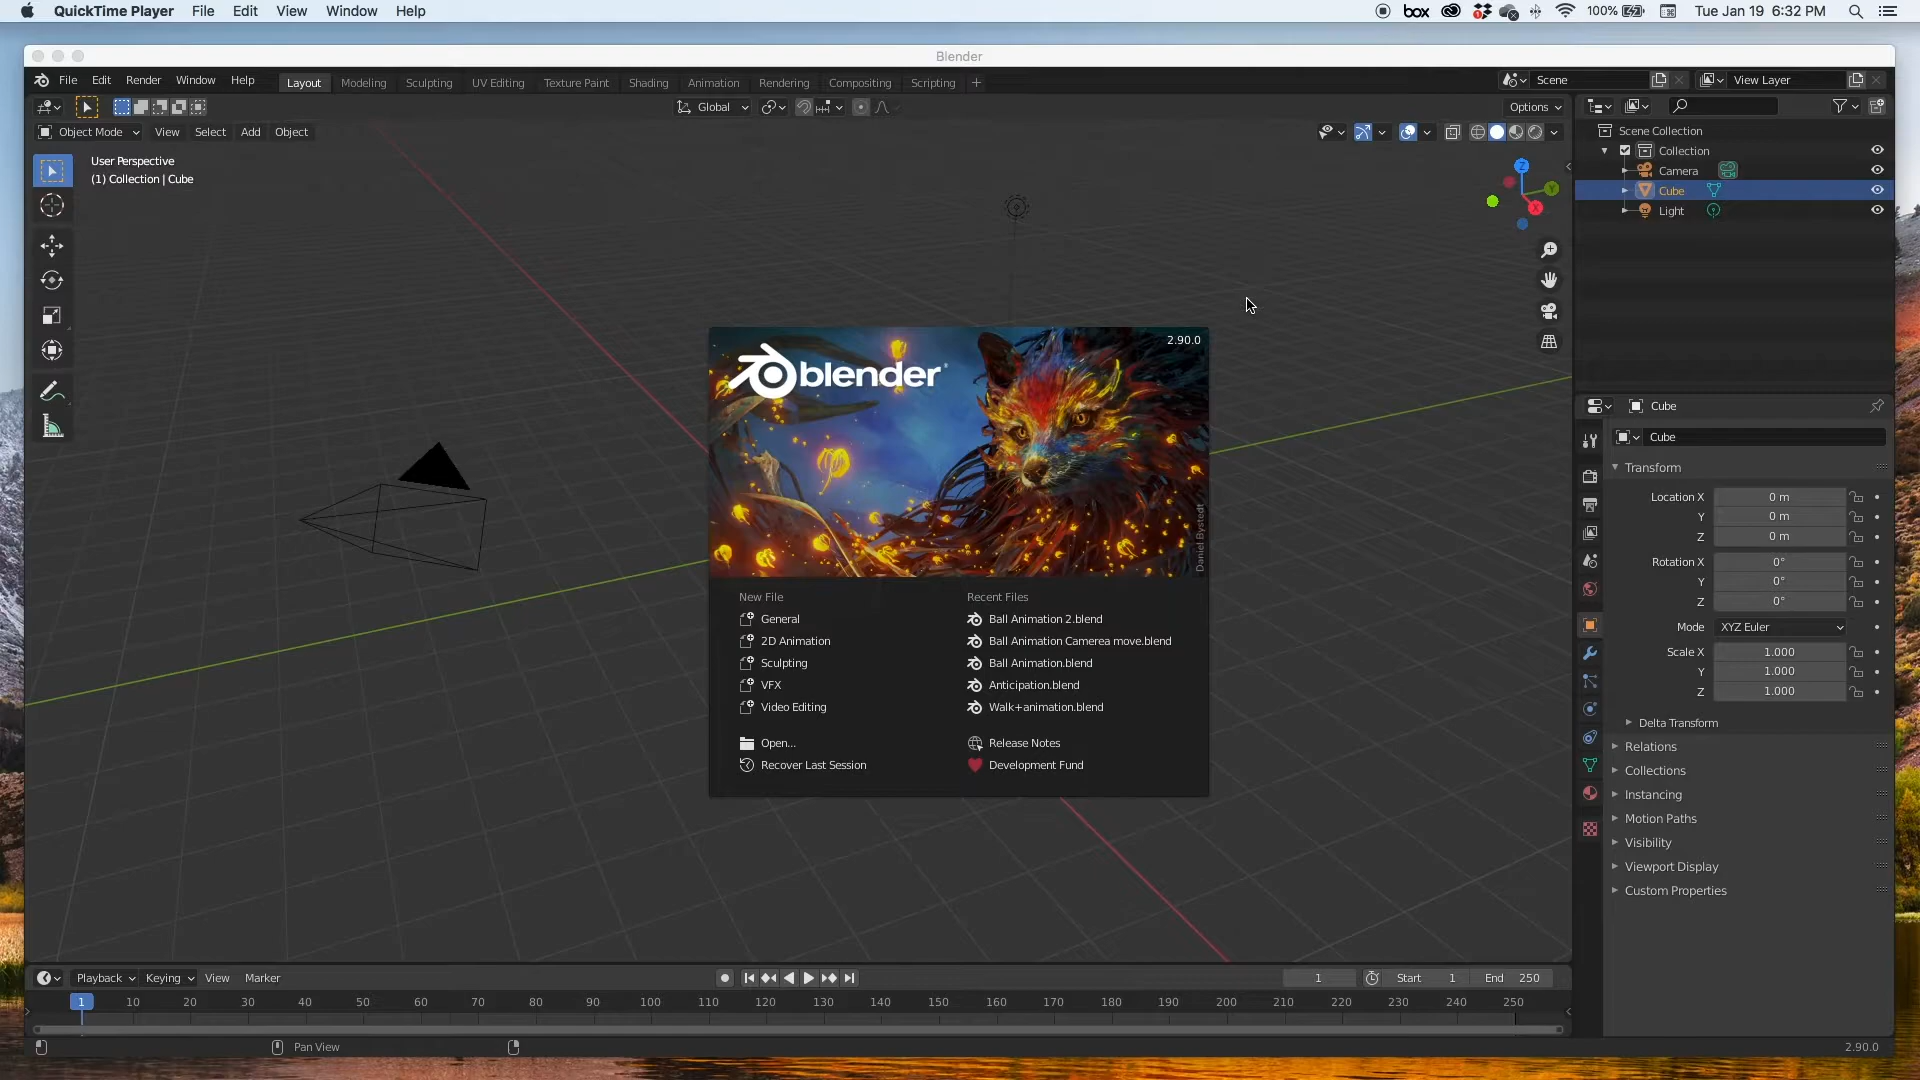 QuickTime Player File Edit View Window Help box 100% Tue Jan 19 6:32 PM
Blender
File Edit Render Window Help Layout Modeling Sculpting UV Editing Texture Paint Shading Animation Rendering Compositing Scripting + Scene View Layer
Global Options
Object Mode View Select Add Object
User Perspective
(1) Collection | Cube
Z
Y
X
Scene Collection
Collection
Camera
Cube
Light
blender
2.90.0
Daniel Bystedt
New File
General
2D Animation
Sculpting
VFX
Video Editing
Open...
Recover Last Session
Recent Files
Ball Animation 2.blend
Ball Animation Camerea move.blend
Ball Animation.blend
Anticipation.blend
Walk+animation.blend
Release Notes
Development Fund
Cube
Cube
Transform
Location X 0 m
Y 0 m
Z 0 m
Rotation X 0°
Y 0°
Z 0°
Mode XYZ Euler
Scale X 1.000
Y 1.000
Z 1.000
Delta Transform
Relations
Collections
Instancing
Motion Paths
Visibility
Viewport Display
Custom Properties
Playback Keying View Marker 1 Start 1 End 250
1 10 20 30 40 50 60 70 80 90 100 110 120 130 140 150 160 170 180 190 200 210 220 230 240 250
Pan View 2.90.0